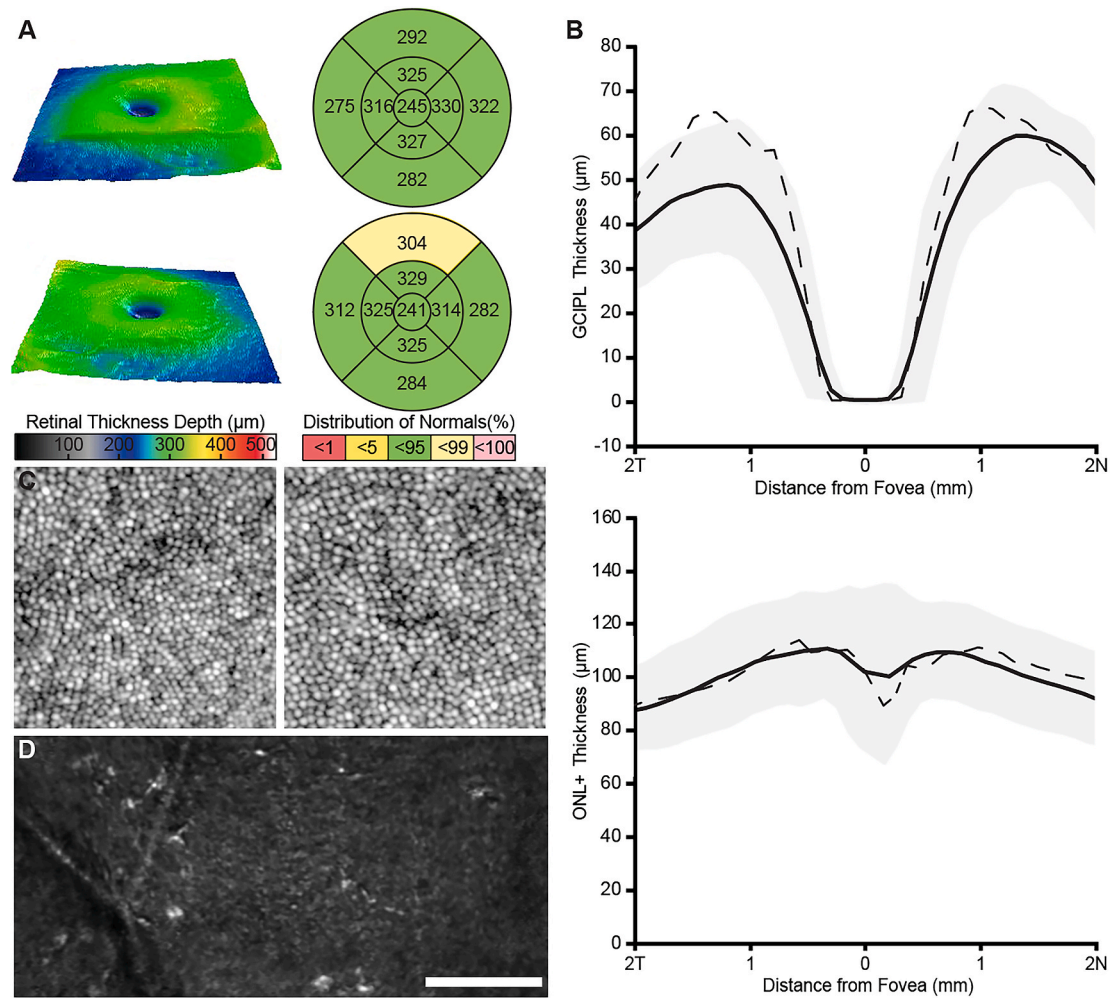 A
292
325
275 316 245 330 322
327
282
304
329
312 325 241 314 282
325
284
Retinal Thickness Depth (µm)
100 200 300 400 500
Distribution of Normals(%)
<1 <5 <95 <99 <100
B
80
70
60
50
40
30
20
10
0
-10
GCIPL Thickness (µm)
2T 1 0 1 2N
Distance from Fovea (mm)
160
140
120
100
80
60
40
20
0
ONL+ Thickness (µm)
2T 1 0 1 2N
Distance from Fovea (mm)
C
D